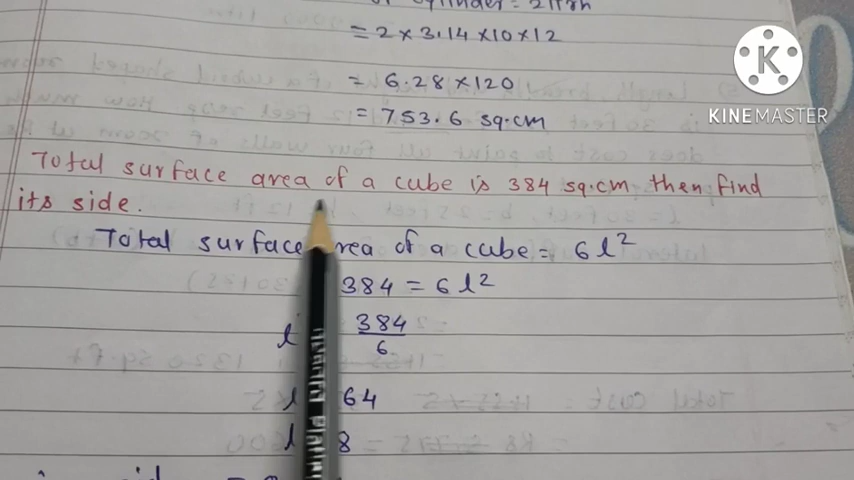 = 2 × 3.14 × 10 × 12
= 6.28 × 120
= 753.6 sq.cm
KINEMASTER
Total surface area of a cube is 384 sq.cm then find
its side.
Total surface area of a cube = 6l²
384 = 6l²
l 384
6
l 64
l 8